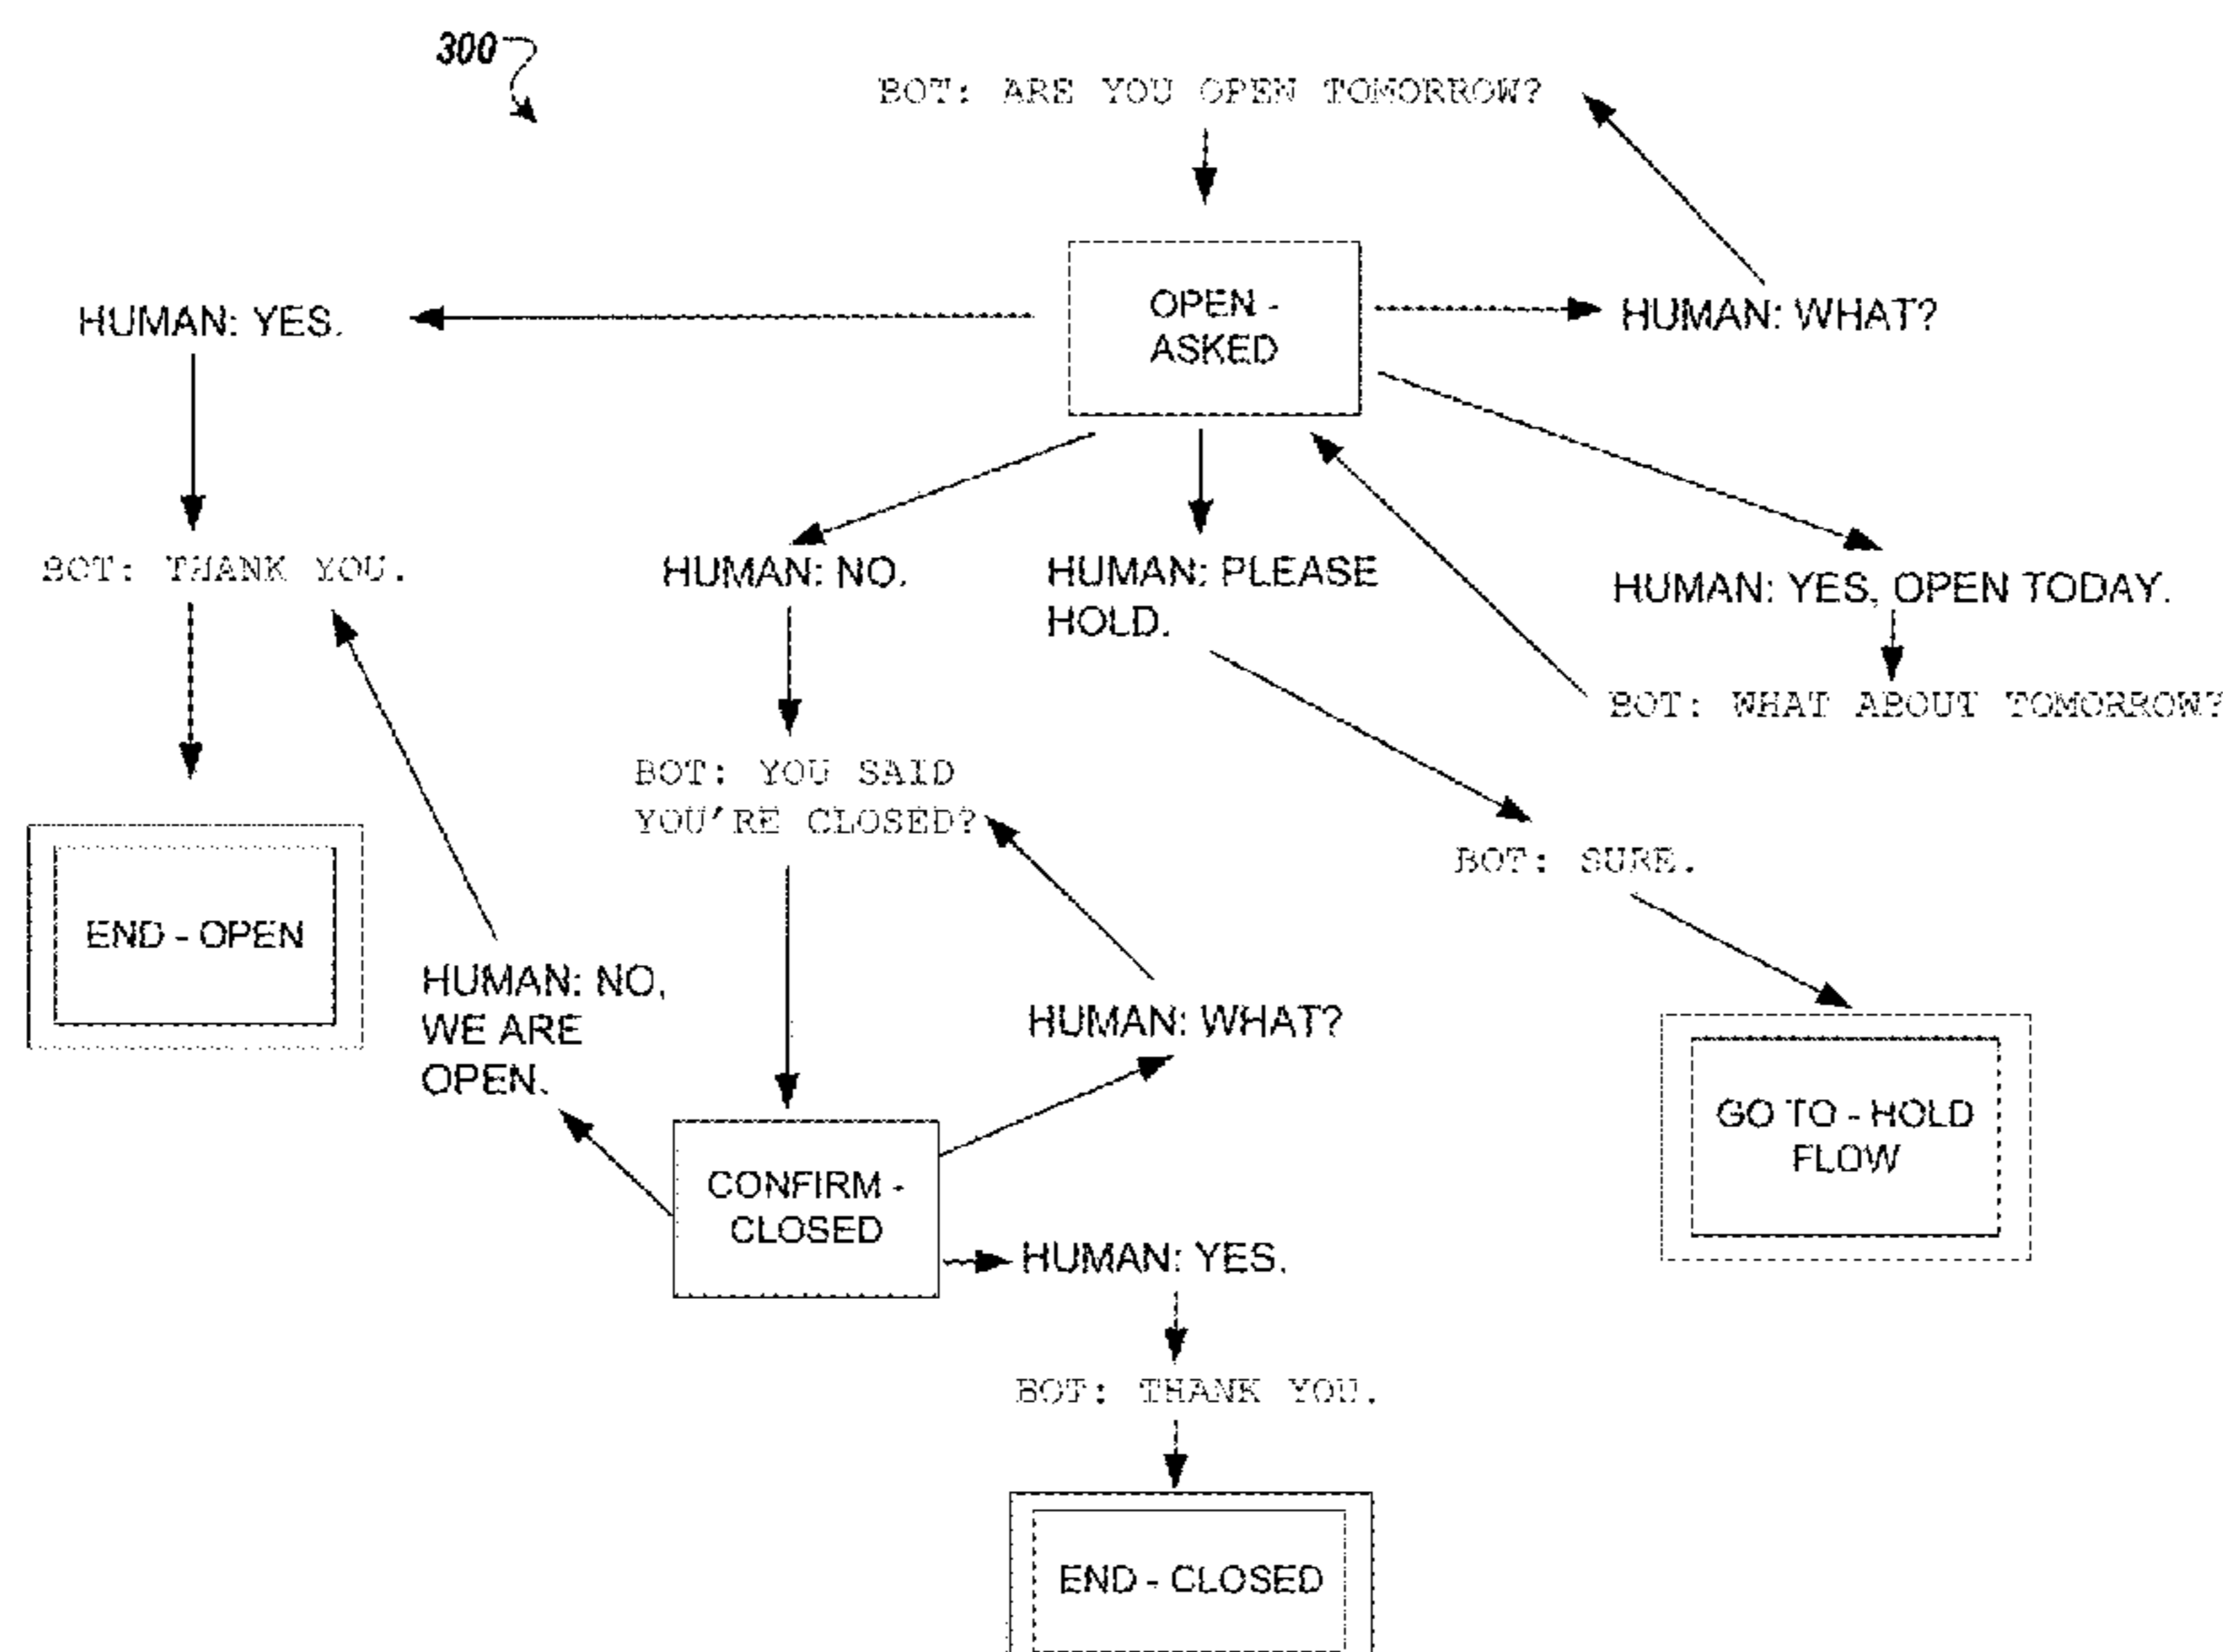 300
BOT: ARE YOU OPEN TOMORROW?
OPEN -
ASKED
HUMAN: YES.
HUMAN: WHAT?
BOT: THANK YOU.
HUMAN: NO.
HUMAN: PLEASE
HOLD.
HUMAN: YES, OPEN TODAY.
BOT: WHAT ABOUT TOMORROW?
BOT: YOU SAID
YOU'RE CLOSED?
BOT: SURE.
END - OPEN
HUMAN: NO,
WE ARE
OPEN.
HUMAN: WHAT?
GO TO - HOLD
FLOW
CONFIRM -
CLOSED
HUMAN: YES.
BOT: THANK YOU.
END - CLOSED